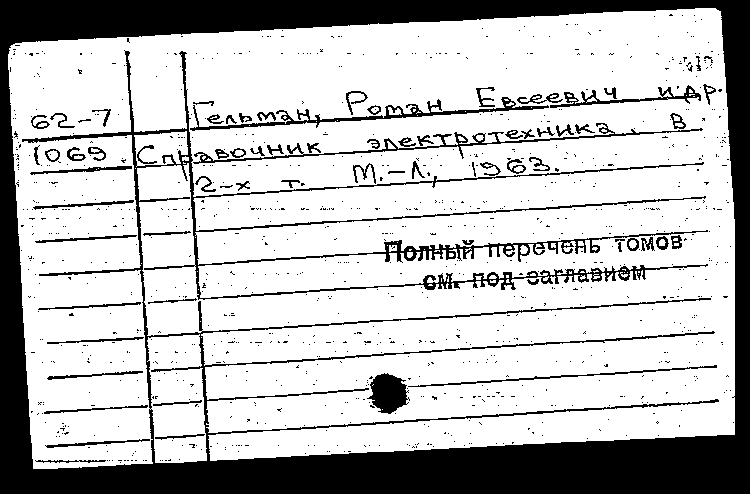 62-7 Гельман, Роман Евсеевич и др.
1069 Справочник электротехника. В
2-х т. М.-Л., 1963.
Полный перечень томов
см. под заглавием